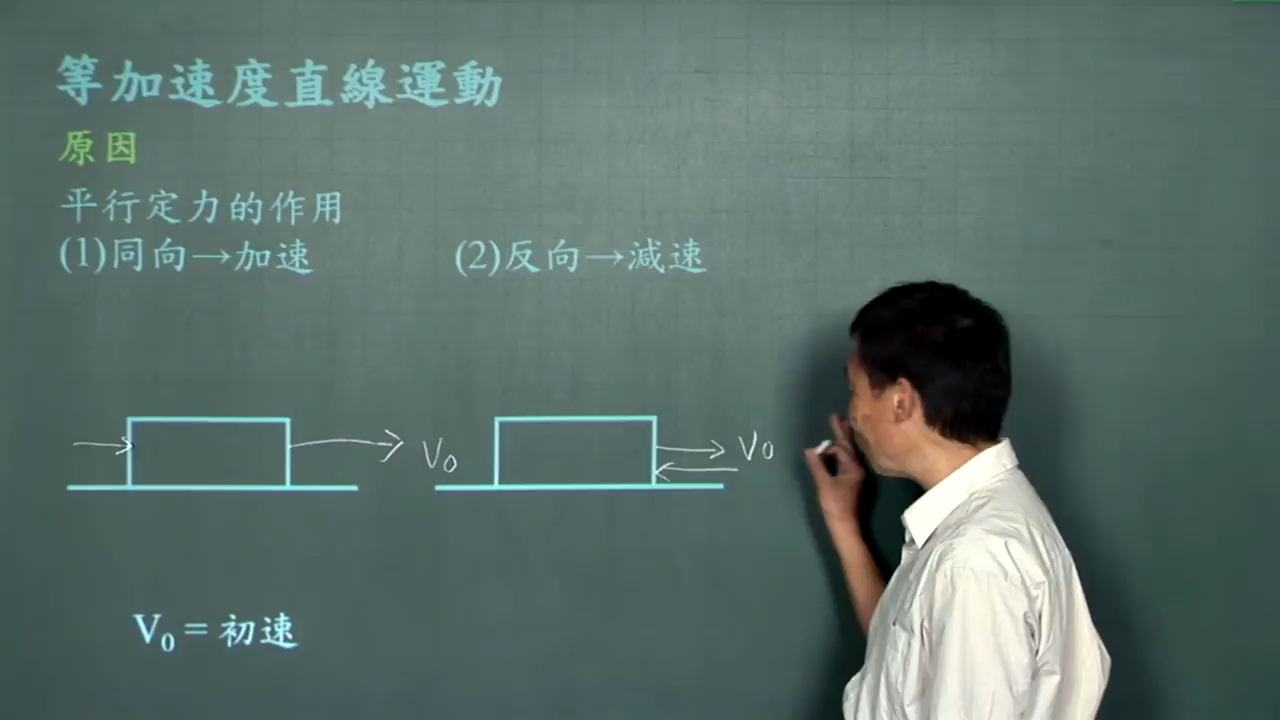 等加速度直線運動
原因
平行定力的作用
(1)同向→加速 (2)反向→減速
V₀ V₀
V₀ = 初速